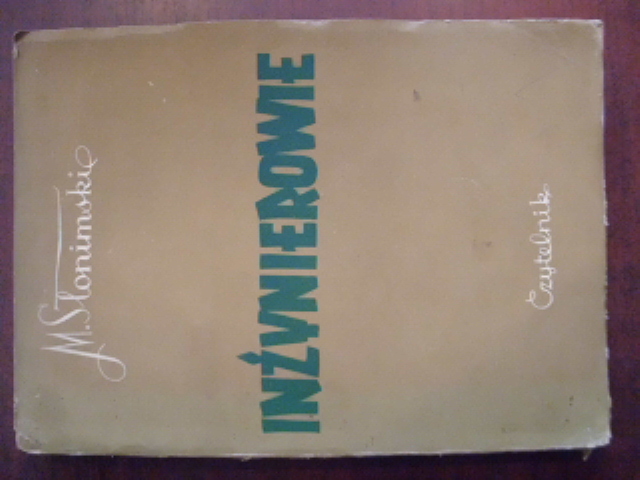 M. Słonimski
INŻYNIEROWIE
Czytelnik